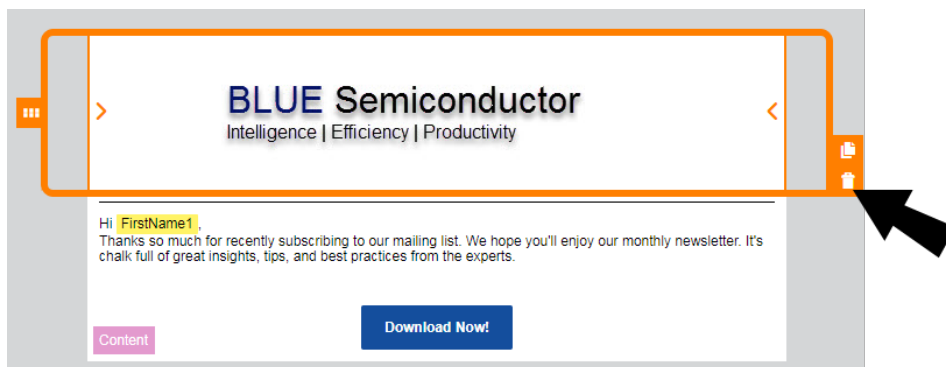 BLUE Semiconductor
Intelligence | Efficiency | Productivity
Hi FirstName1 ,
Thanks so much for recently subscribing to our mailing list. We hope you'll enjoy our monthly newsletter. It's
chalk full of great insights, tips, and best practices from the experts.
Download Now!
Content